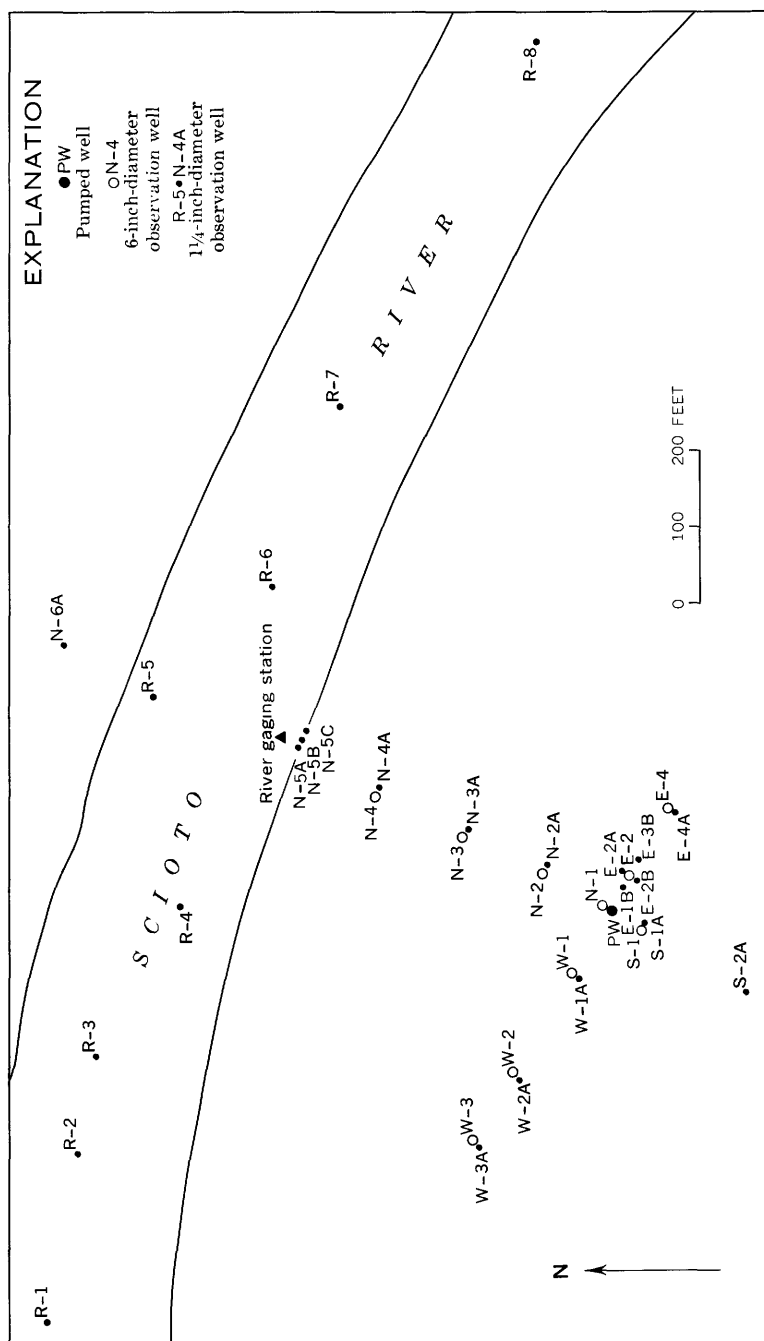 EXPLANATION
PW
Pumped well
N-4
6-inch-diameter
observation well
R-5 N-4A
1¼-inch-diameter
observation well
R-1
R-2
R-3
R-4
R-5
N-6A
R-6
R-7
R-8
SCIOTO
RIVER
River gaging station
N-5A
N-5B
N-5C
N-4
N-4A
N-3
N-3A
N-2
N-2A
N-1
PW
W-1
W-1A
W-2
W-2A
W-3
W-3A
E-2A
E-2
E-1B
E-2B
E-3B
E-4
E-4A
S-1
S-1A
S-2A
0 100 200 FEET
N